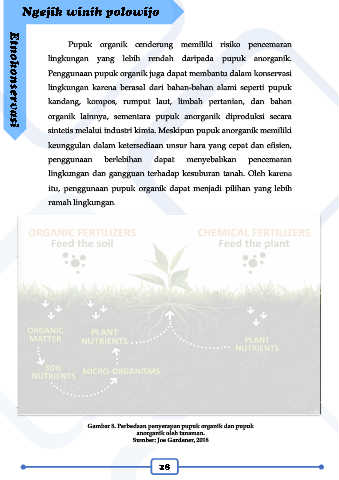 Ngejik winih polowijo
Etnokonservasi
Pupuk organik cenderung memiliki risiko pencemaran
lingkungan yang lebih rendah daripada pupuk anorganik.
Penggunaan pupuk organik juga dapat membantu dalam konservasi
lingkungan karena berasal dari bahan-bahan alami seperti pupuk
kandang, kompos, rumput laut, limbah pertanian, dan bahan
organik lainnya, sementara pupuk anorganik diproduksi secara
sintetis melalui industri kimia. Meskipun pupuk anorganik memiliki
keunggulan dalam ketersediaan unsur hara yang cepat dan efisien,
penggunaan berlebihan dapat menyebabkan pencemaran
lingkungan dan gangguan terhadap kesuburan tanah. Oleh karena
itu, penggunaan pupuk organik dapat menjadi pilihan yang lebih
ramah lingkungan.
ORGANIC FERTILIZERS
Feed the soil
CHEMICAL FERTILIZERS
Feed the plant
ORGANIC
MATTER
PLANT
NUTRIENTS
PLANT
NUTRIENTS
SOIL
NUTRIENTS
MICRO-ORGANISMS
Gambar 8. Perbedaan penyerapan pupuk organik dan pupuk
anorganik oleh tanaman.
Sumber: Joe Gardener, 2018
28